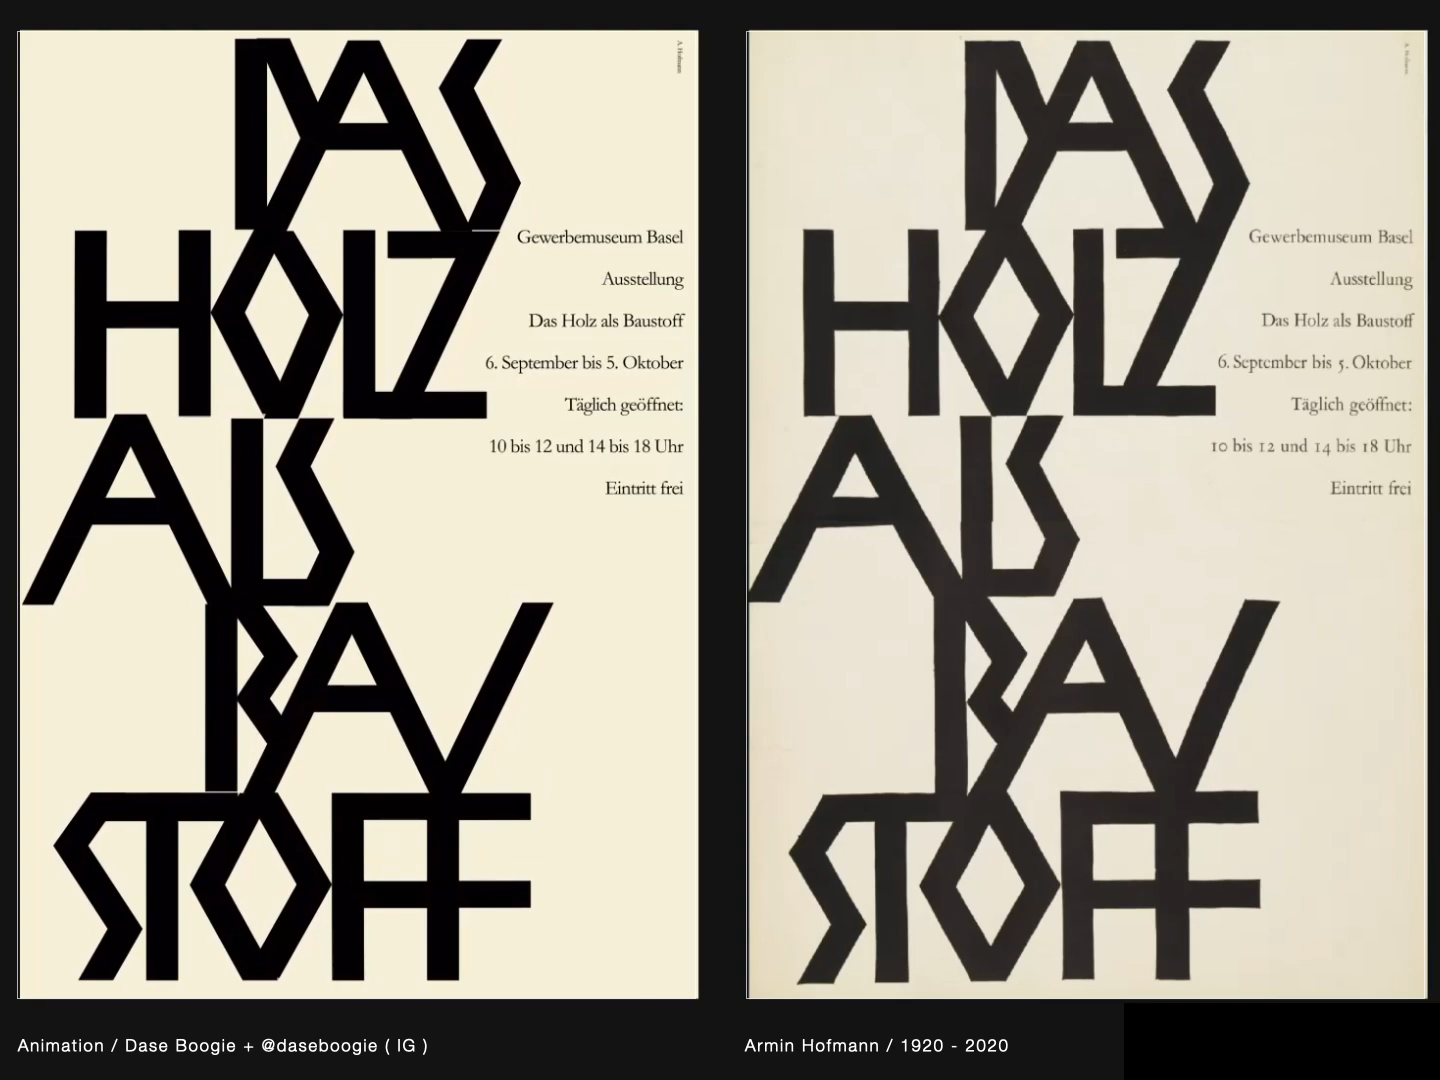 DAS
HOLZ
ALS
BAU
STOFF
A. Hofmann
Gewerbemuseum Basel
Ausstellung
Das Holz als Baustoff
6. September bis 5. Oktober
Täglich geöffnet:
10 bis 12 und 14 bis 18 Uhr
Eintritt frei
Animation / Dase Boogie + @daseboogie ( IG )
DAS
HOLZ
ALS
BAU
STOFF
A. Hofmann
Gewerbemuseum Basel
Ausstellung
Das Holz als Baustoff
6. September bis 5. Oktober
Täglich geöffnet:
10 bis 12 und 14 bis 18 Uhr
Eintritt frei
Armin Hofmann / 1920 - 2020